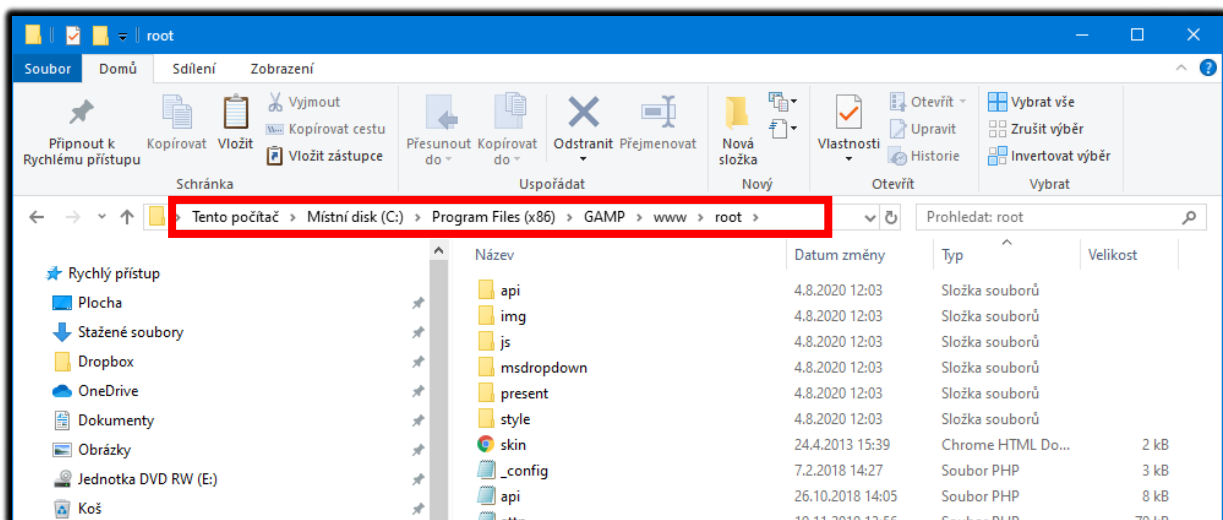 root
Soubor Domů Sdílení Zobrazení
Připnout k Rychlému přístupu
Kopírovat
Vložit
Vyjmout
Kopírovat cestu
Vložit zástupce
Schránka
Přesunout do
Kopírovat do
Odstranit
Přejmenovat
Uspořádat
Nová složka
Nový
Vlastnosti
Otevřít
Upravit
Historie
Otevřít
Vybrat vše
Zrušit výběr
Invertovat výběr
Vybrat
Tento počítač > Místní disk (C:) > Program Files (x86) > GAMP > www > root >
Prohledat: root
Rychlý přístup
Plocha
Stažené soubory
Dropbox
OneDrive
Dokumenty
Obrázky
Jednotka DVD RW (E:)
Koš
Název Datum změny Typ Velikost
api 4.8.2020 12:03 Složka souborů
img 4.8.2020 12:03 Složka souborů
js 4.8.2020 12:03 Složka souborů
msdropdown 4.8.2020 12:03 Složka souborů
present 4.8.2020 12:03 Složka souborů
style 4.8.2020 12:03 Složka souborů
skin 24.4.2013 15:39 Chrome HTML Do... 2 kB
_config 7.2.2018 14:27 Soubor PHP 3 kB
api 26.10.2018 14:05 Soubor PHP 8 kB